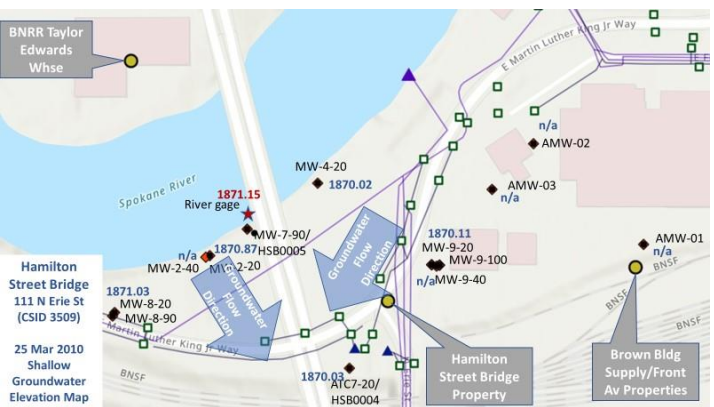 BNRR Taylor
Edwards
Whse
E Martin Luther King Jr Way
n/a
AMW-02
MW-4-20
1870.02
Spokane River
1871.15
River gage
AMW-03
n/a
MW-7-90/
HSB0005
1870.11
MW-9-20
MW-9-100
n/a
MW-9-40
AMW-01
n/a
n/a
1870.87
MW-2-40
MW-2-20
Groundwater
Flow
Direction
Groundwater
Flow
Direction
BNSF
BNSF
BNSF
1871.03
MW-8-20
MW-8-90
Martin Luther King Jr Way
BNSF
Hamilton
Street Bridge
111 N Erie St
(CSID 3509)
25 Mar 2010
Shallow
Groundwater
Elevation Map
1870.03
ATC7-20/
HSB0004
Hamilton
Street Bridge
Property
Brown Bldg
Supply/Front
Av Properties